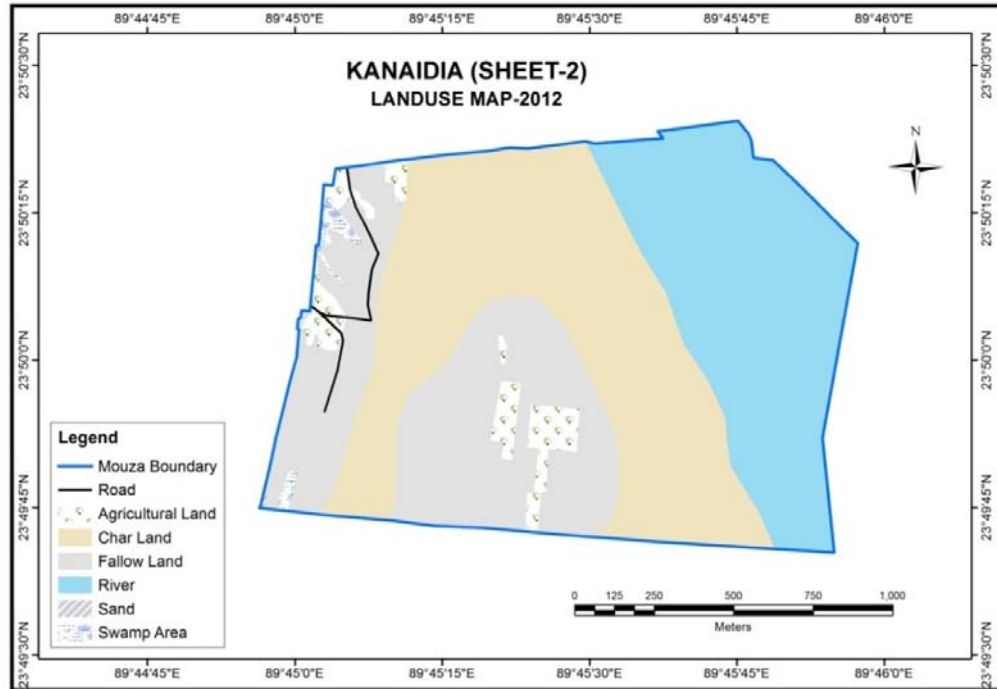 89°44'45"E 89°45'0"E 89°45'15"E 89°45'30"E 89°45'45"E 89°46'0"E
KANAIDIA (SHEET-2)
LANDUSE MAP-2012
N
23°50'30"N 23°50'30"N
23°50'15"N 23°50'15"N
23°50'0"N 23°50'0"N
23°49'45"N 23°49'45"N
23°49'30"N 23°49'30"N
Legend
Mouza Boundary
Road
Agricultural Land
Char Land
Fallow Land
River
Sand
Swamp Area
0 125 250 500 750 1,000
Meters
89°44'45"E 89°45'0"E 89°45'15"E 89°45'30"E 89°45'45"E 89°46'0"E